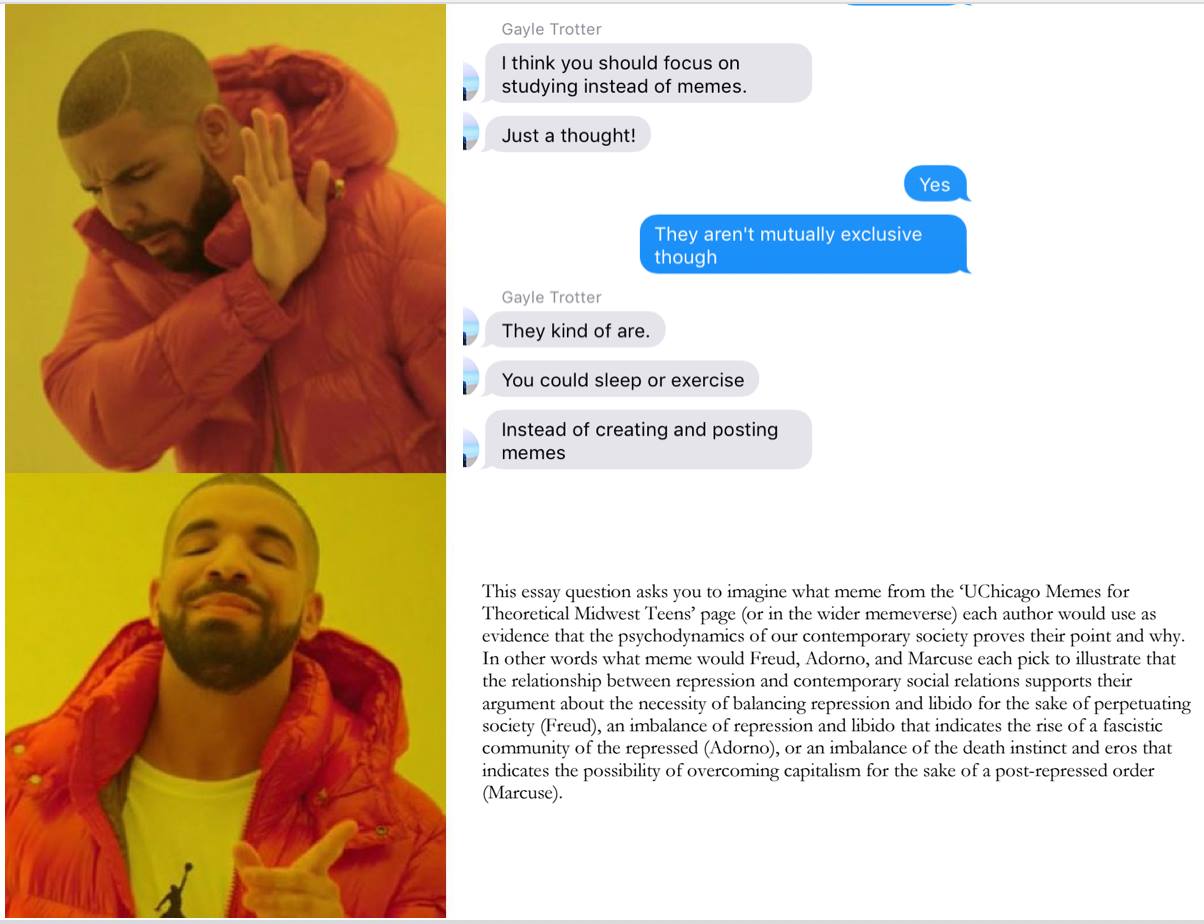 Gayle Trotter
I think you should focus on
studying instead of memes.
Just a thought!
Yes
They aren't mutually exclusive
though
Gayle Trotter
They kind of are.
You could sleep or exercise
Instead of creating and posting
memes
This essay question asks you to imagine what meme from the ‘UChicago Memes for
Theoretical Midwest Teens’ page (or in the wider memeverse) each author would use as
evidence that the psychodynamics of our contemporary society proves their point and why.
In other words what meme would Freud, Adorno, and Marcuse each pick to illustrate that
the relationship between repression and contemporary social relations supports their
argument about the necessity of balancing repression and libido for the sake of perpetuating
society (Freud), an imbalance of repression and libido that indicates the rise of a fascistic
community of the repressed (Adorno), or an imbalance of the death instinct and eros that
indicates the possibility of overcoming capitalism for the sake of a post-repressed order
(Marcuse).